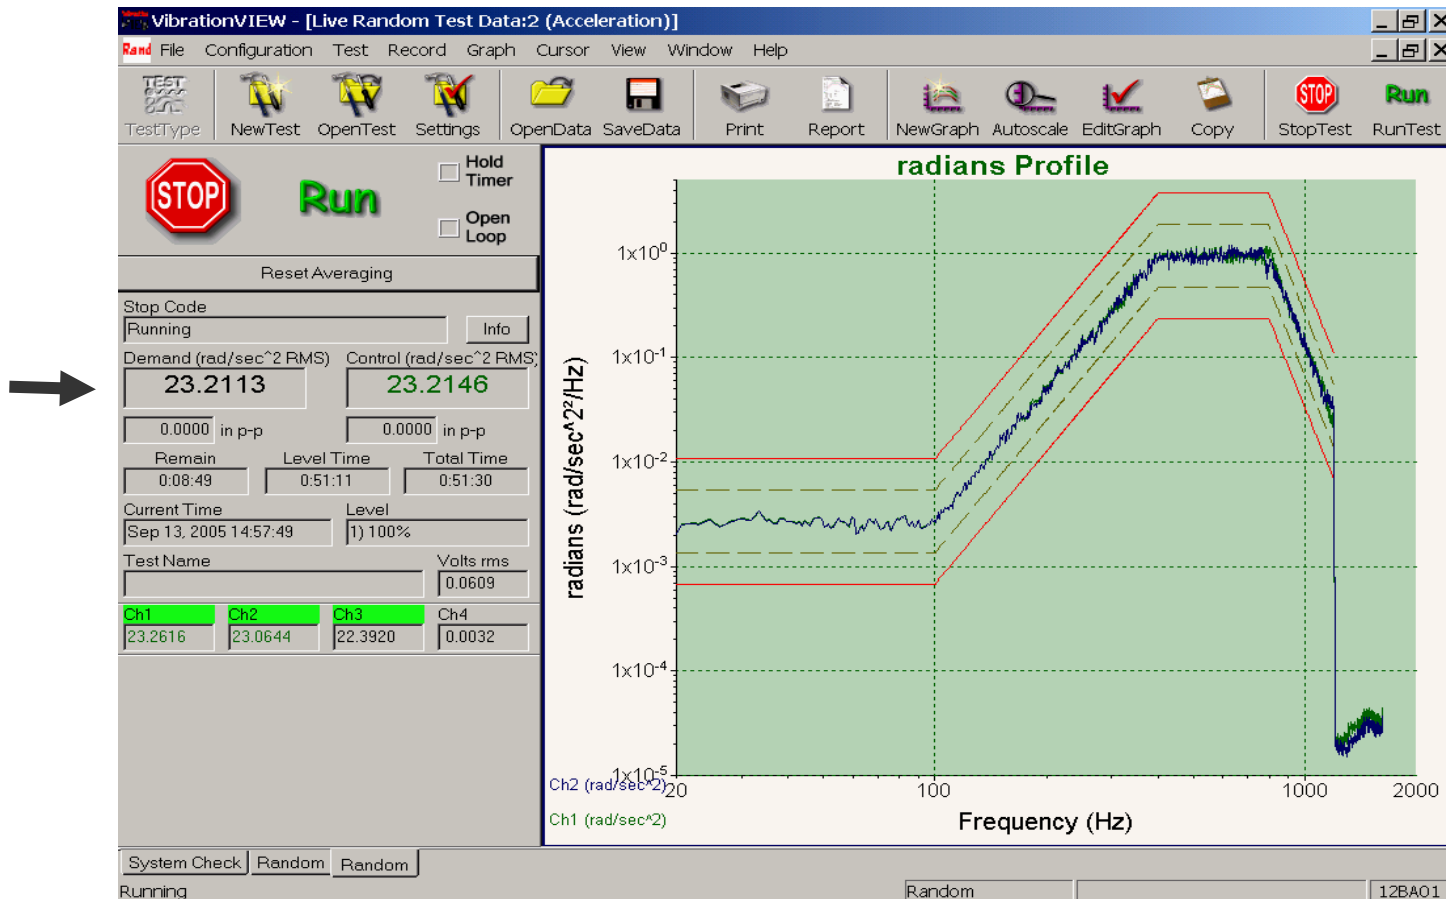 VibrationVIEW - [Live Random Test Data:2 (Acceleration)]
Rand File Configuration Test Record Graph Cursor View Window Help
TEST
TestType NewTest OpenTest Settings OpenData SaveData Print Report NewGraph Autoscale EditGraph Copy STOP StopTest Run RunTest
STOP Run
Hold
Timer
Open
Loop
Reset Averaging
Stop Code
Running Info
Demand (rad/sec^2 RMS) Control (rad/sec^2 RMS)
23.2113 23.2146
0.0000 in p-p 0.0000 in p-p
Remain Level Time Total Time
0:08:49 0:51:11 0:51:30
Current Time Level
Sep 13, 2005 14:57:49 1) 100%
Test Name Volts rms
0.0609
Ch1 Ch2 Ch3 Ch4
23.2616 23.0644 22.3920 0.0032
radians Profile
radians (rad/sec^2²/Hz)
1x10⁰
1x10⁻¹
1x10⁻²
1x10⁻³
1x10⁻⁴
1x10⁻⁵
20 100 1000 2000
Ch2 (rad/sec^2)
Ch1 (rad/sec^2)
Frequency (Hz)
System Check Random Random
Running Random 12BA01